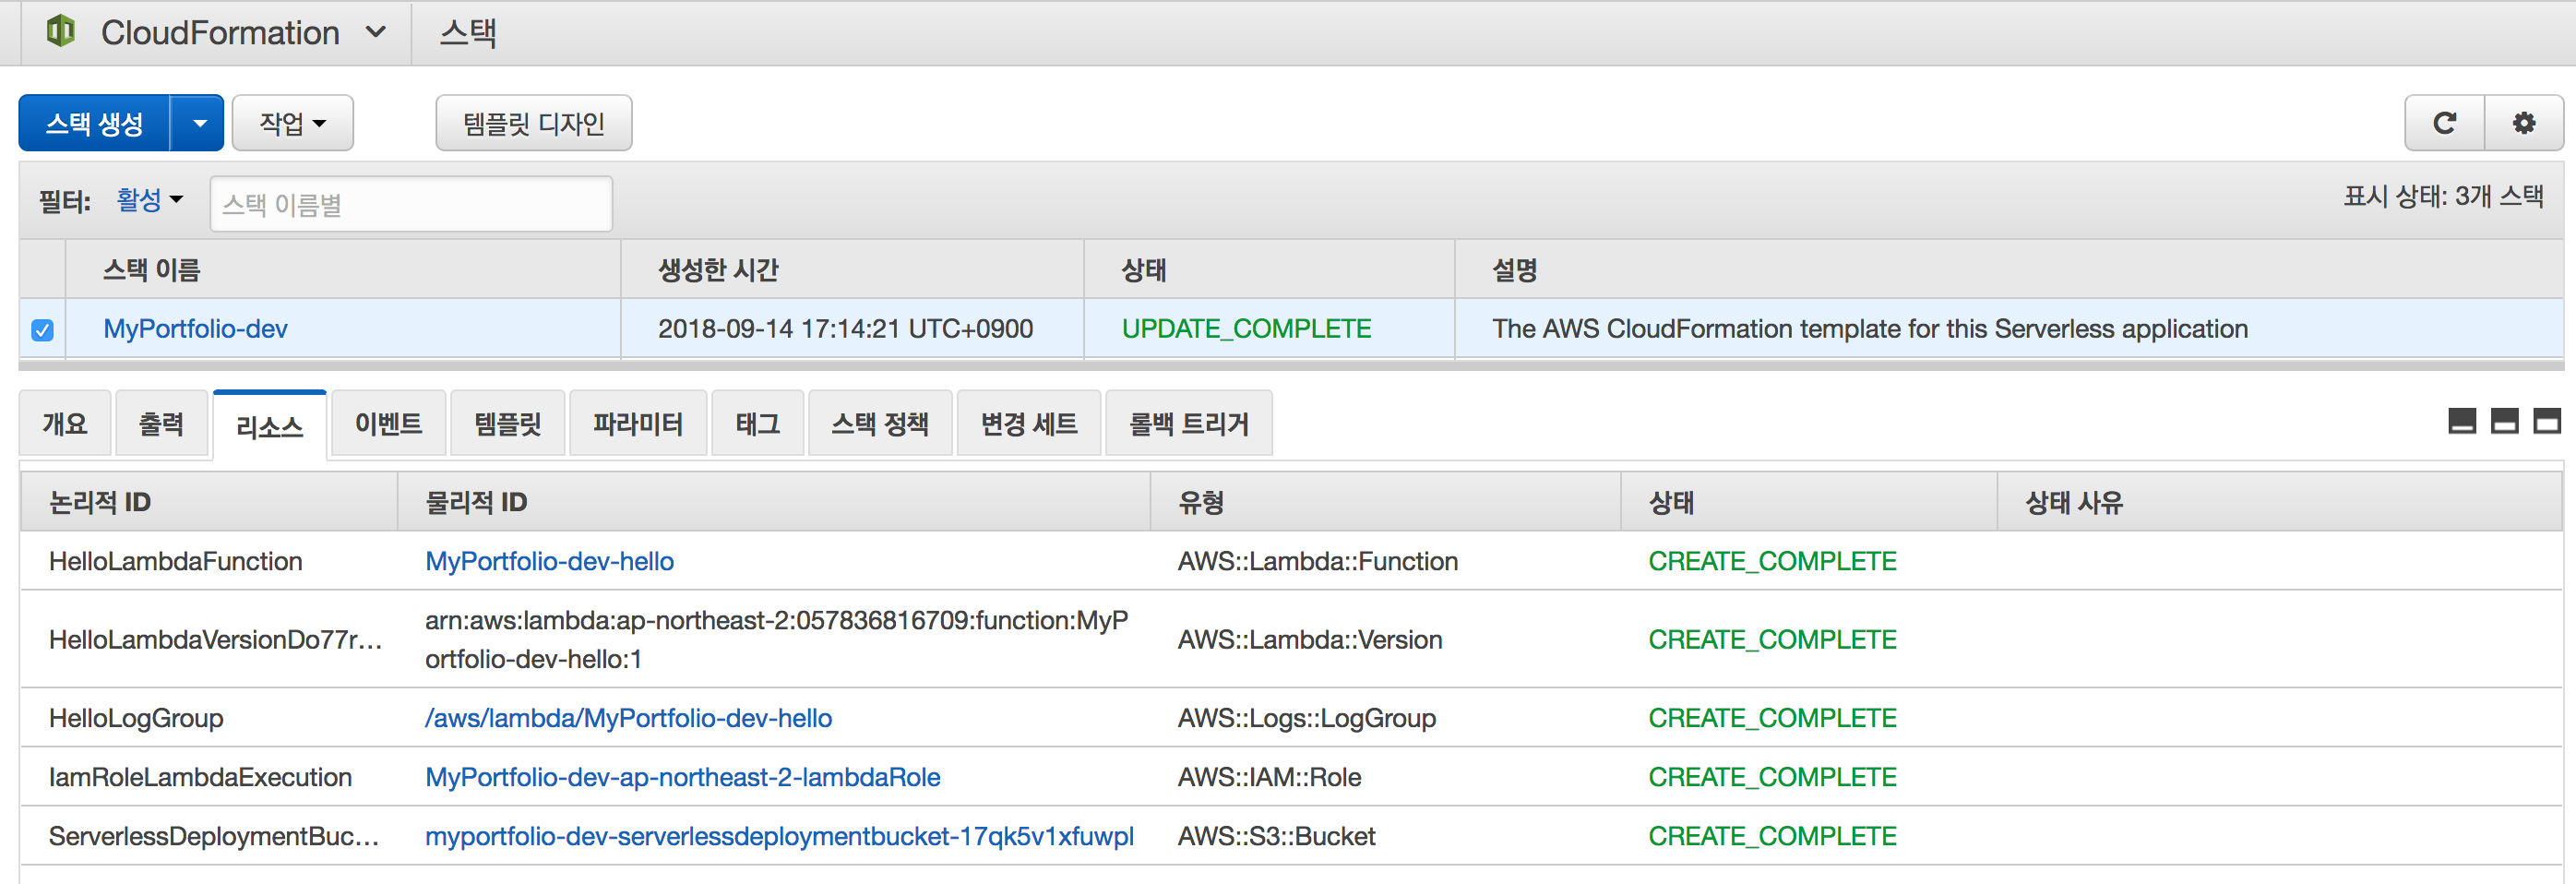 CloudFormation 스택
스택 생성 작업 템플릿 디자인
필터: 활성 스택 이름별 표시 상태: 3개 스택
스택 이름 생성한 시간 상태 설명
MyPortfolio-dev 2018-09-14 17:14:21 UTC+0900 UPDATE_COMPLETE The AWS CloudFormation template for this Serverless application
개요 출력 리소스 이벤트 템플릿 파라미터 태그 스택 정책 변경 세트 롤백 트리거
논리적 ID 물리적 ID 유형 상태 상태 사유
HelloLambdaFunction MyPortfolio-dev-hello AWS::Lambda::Function CREATE_COMPLETE
HelloLambdaVersionDo77r... arn:aws:lambda:ap-northeast-2:057836816709:function:MyP AWS::Lambda::Version CREATE_COMPLETE
ortfolio-dev-hello:1
HelloLogGroup /aws/lambda/MyPortfolio-dev-hello AWS::Logs::LogGroup CREATE_COMPLETE
IamRoleLambdaExecution MyPortfolio-dev-ap-northeast-2-lambdaRole AWS::IAM::Role CREATE_COMPLETE
ServerlessDeploymentBuc... myportfolio-dev-serverlessdeploymentbucket-17qk5v1xfuwpl AWS::S3::Bucket CREATE_COMPLETE